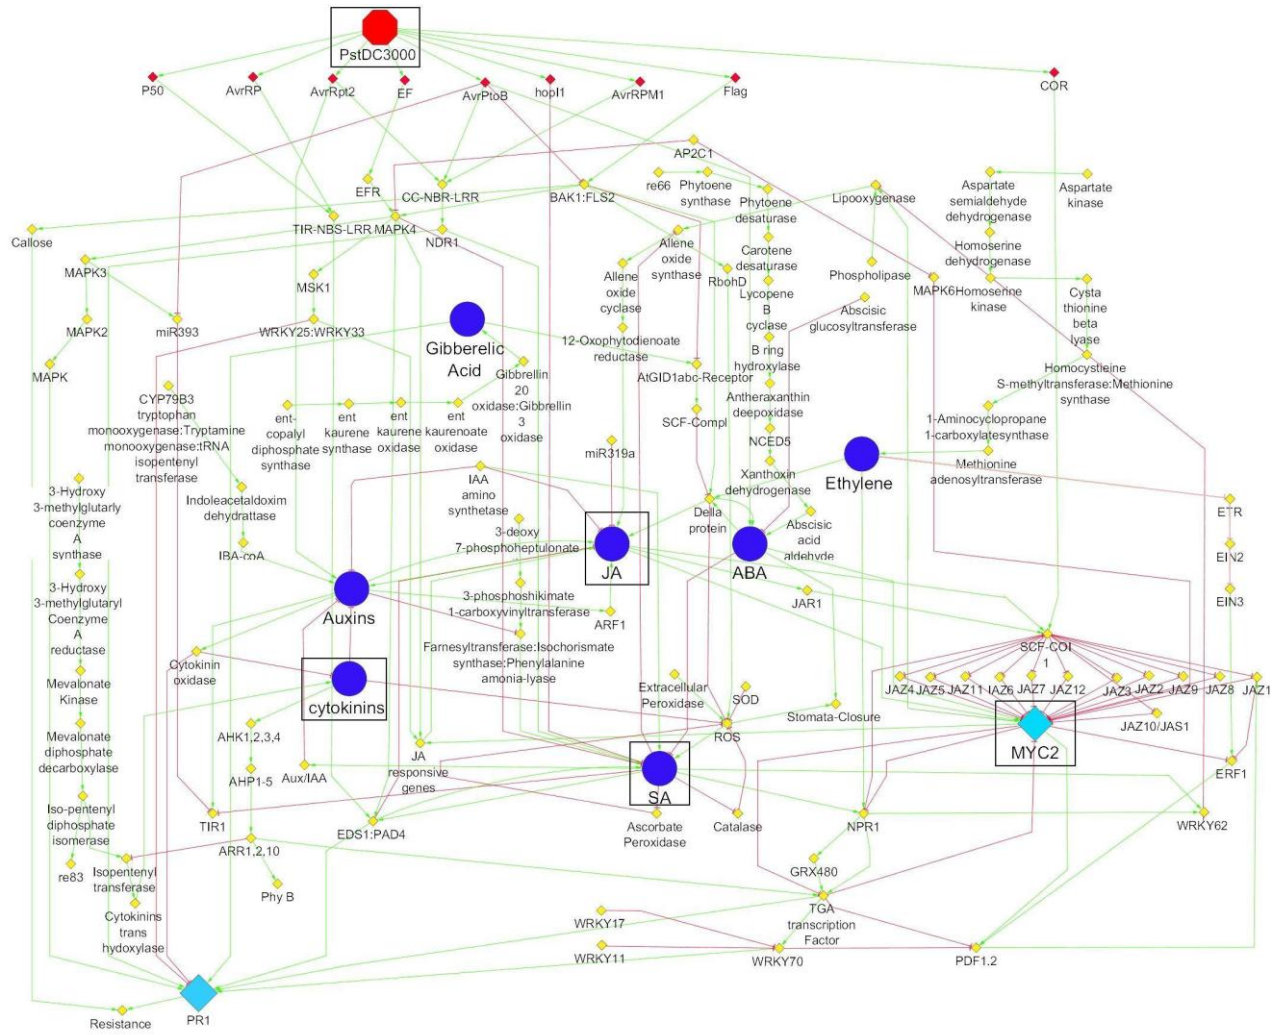 PstDC3000
P50
AvrRP
AvrRpt2
EF
AvrPtoB
hopI1
AvrRPM1
Flag
COR
AP2C1
EFR
CC-NBR-LRR
BAK1:FLS2
re66
Phytoene
synthase
Phytoene
desaturase
Lipooxygenase
Aspartate
semialdehyde
dehydrogenase
Aspartate
kinase
Callose
TIR-NBS-LRR
MAPK4
NDR1
Allene
oxide
synthase
Carotene
desaturase
Homoserine
dehydrogenase
MAPK3
MSK1
Allene
oxide
cyclase
RbohD
Lycopene
B
cyclase
Phospholipase
MAPK6
Homoserine
kinase
Cysta
thionine
beta
lyase
Abscisic
glucosyltransferase
MAPK2
miR393
WRKY25:WRKY33
Gibberelic
Acid
12-Oxophytodienoate
reductase
B ring
hydroxylase
MAPK
Gibbrellin
20
oxidase:Gibbrellin
3
oxidase
AtGID1abc-Receptor
Homocystieine
S-methyltransferase:Methionine
synthase
CYP79B3
tryptophan
monooxygenase:Tryptamine
monooxygenase:tRNA
isopentenyl
transferase
ent-
copalyl
diphosphate
synthase
ent
kaurene
synthase
ent
kaurene
oxidase
ent
kaurenoate
oxidase
SCF-Compl
Antheraxanthin
deepoxidase
NCED5
1-Aminocyclopropane
1-carboxylatesynthase
miR319a
Xanthoxin
dehydrogenase
Ethylene
Methionine
adenosyltransferase
3-Hydroxy
3-methylglutarly
coenzyme
A
synthase
Indoleacetaldoxim
dehydrattase
IAA
amino
synthetase
3-deoxy
7-phosphoheptulonate
Della
protein
Abscisic
acid
aldehyde
ETR
EIN2
IBA-coA
JA
ABA
3-Hydroxy
3-methylglutaryl
Coenzyme
A
reductase
Auxins
3-phosphoshikimate
1-carboxyvinyltransferase
ARF1
JAR1
EIN3
Farnesyltransferase:Isochorismate
synthase:Phenylalanine
amonia-lyase
SCF-COI
1
Cytokinin
oxidase
cytokinins
Mevalonate
Kinase
Extracellular
Peroxidase
SOD
Stomata-Closure
JAZ4
JAZ5
JAZ11
JAZ6
JAZ7
JAZ12
JAZ3
JAZ2
JAZ9
JAZ8
JAZ1
JAZ10/JAS1
AHK1,2,3,4
ROS
MYC2
Mevalonate
diphosphate
decarboxylase
AHP1-5
Aux/IAA
JA
responsive
genes
SA
ERF1
Iso-pentenyl
diphosphate
isomerase
TIR1
EDS1:PAD4
Ascorbate
Peroxidase
Catalase
NPR1
WRKY62
re83
Isopentenyl
transferase
ARR1,2,10
GRX480
Phy B
Cytokinins
trans
hydoxylase
TGA
transcription
Factor
WRKY17
WRKY11
WRKY70
PDF1.2
PR1
Resistance